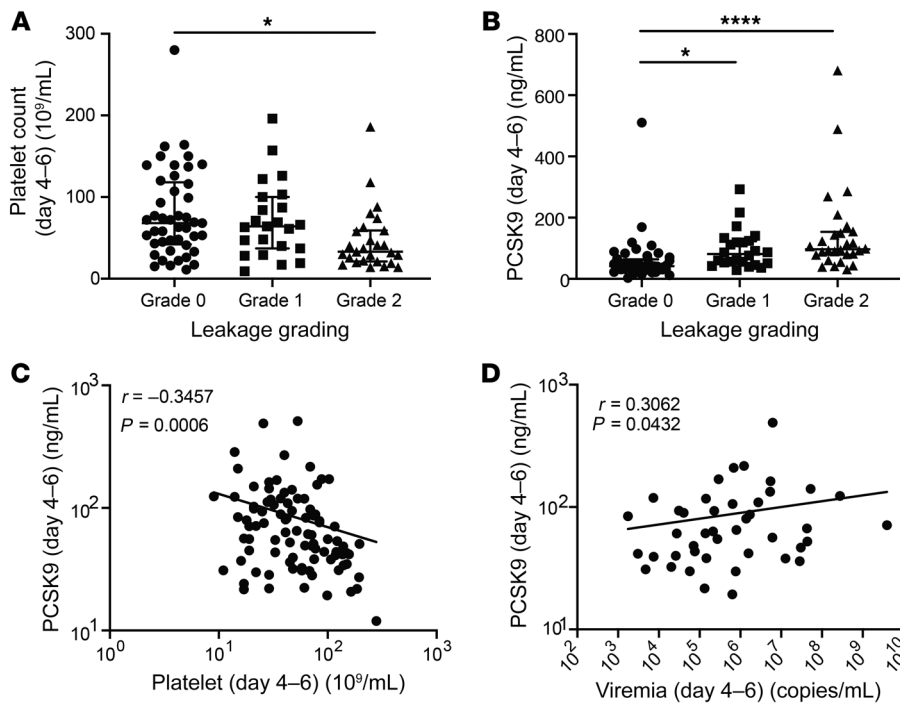 A
Platelet count
(day 4–6) (10⁹/mL)
300
200
100
0
*
Grade 0 Grade 1 Grade 2
Leakage grading
B
PCSK9 (day 4–6) (ng/mL)
800
600
400
200
0
****
*
Grade 0 Grade 1 Grade 2
Leakage grading
C
PCSK9 (day 4–6) (ng/mL)
10³
10²
10¹
r = –0.3457
P = 0.0006
10⁰ 10¹ 10² 10³
Platelet (day 4–6) (10⁹/mL)
D
PCSK9 (day 4–6) (ng/mL)
10³
10²
10¹
r = 0.3062
P = 0.0432
10² 10³ 10⁴ 10⁵ 10⁶ 10⁷ 10⁸ 10⁹ 10¹⁰
Viremia (day 4–6) (copies/mL)